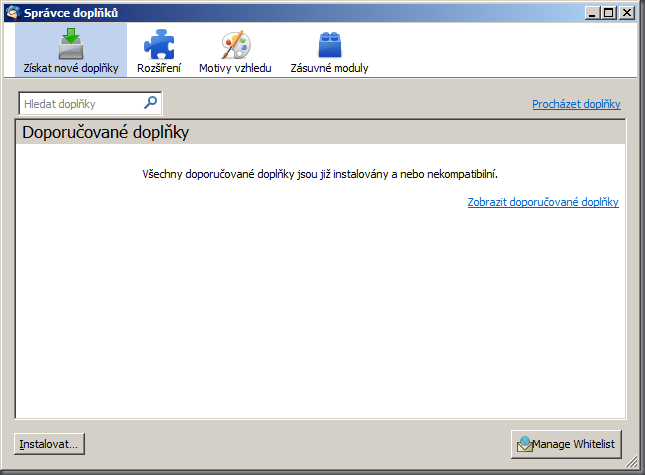 Správce doplňků
Získat nové doplňky Rozšíření Motivy vzhledu Zásuvné moduly
Hledat doplňky Procházet doplňky
Doporučované doplňky
Všechny doporučované doplňky jsou již instalovány a nebo nekompatibilní.
Zobrazit doporučované doplňky
Instalovat... Manage Whitelist